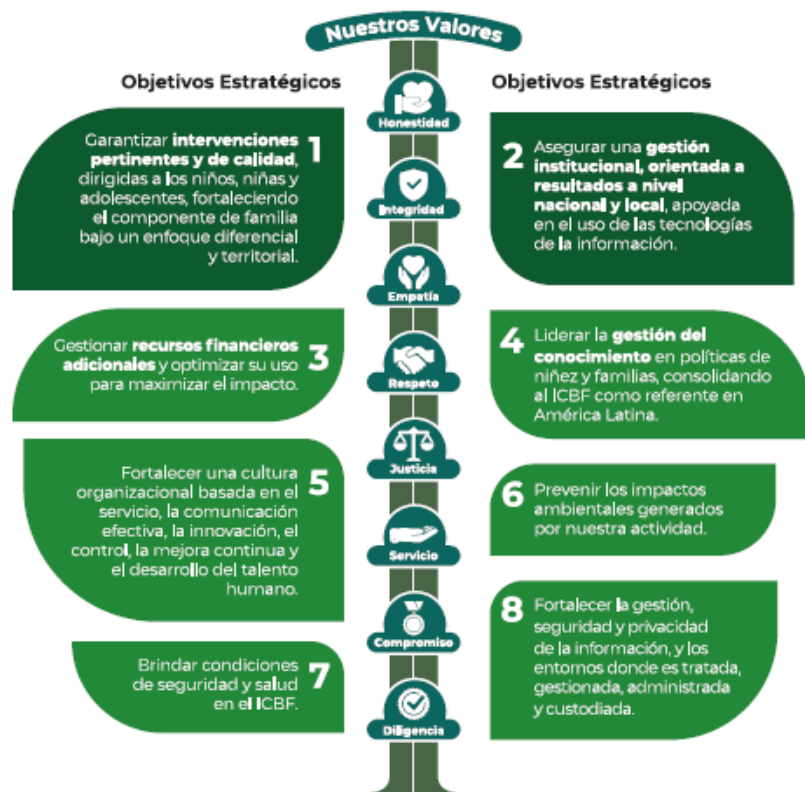 Nuestros Valores
Objetivos Estratégicos
Objetivos Estratégicos
Honestidad
1
Garantizar intervenciones
pertinentes y de calidad,
dirigidas a los niños, niñas y
adolescentes, fortaleciendo
el componente de familia
bajo un enfoque diferencial
y territorial.
2
Asegurar una gestión
institucional, orientada a
resultados a nivel
nacional y local, apoyada
en el uso de las tecnologías
de la información.
Integridad
Empatía
3
Gestionar recursos financieros
adicionales y optimizar su uso
para maximizar el impacto.
4
Liderar la gestión del
conocimiento en políticas de
niñez y familias, consolidando
al ICBF como referente en
América Latina.
Respeto
Justicia
5
Fortalecer una cultura
organizacional basada en el
servicio, la comunicación
efectiva, la innovación, el
control, la mejora continua y
el desarrollo del talento
humano.
6
Prevenir los impactos
ambientales generados
por nuestra actividad.
Servicio
Compromiso
7
Brindar condiciones
de seguridad y salud
en el ICBF.
8
Fortalecer la gestión,
seguridad y privacidad
de la información, y los
entornos donde es tratada,
gestionada, administrada
y custodiada.
Diligencia